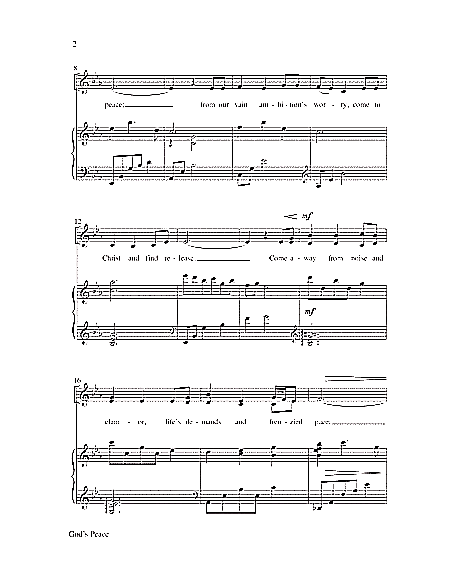 2
8
peace; from our vain am - bi - tion's wor - ry, come to
12
mf
Christ and find re - lease. Come a - way from noise and
mf
16
clam - or, life's de - mands and fren - zied pace,
God's Peace